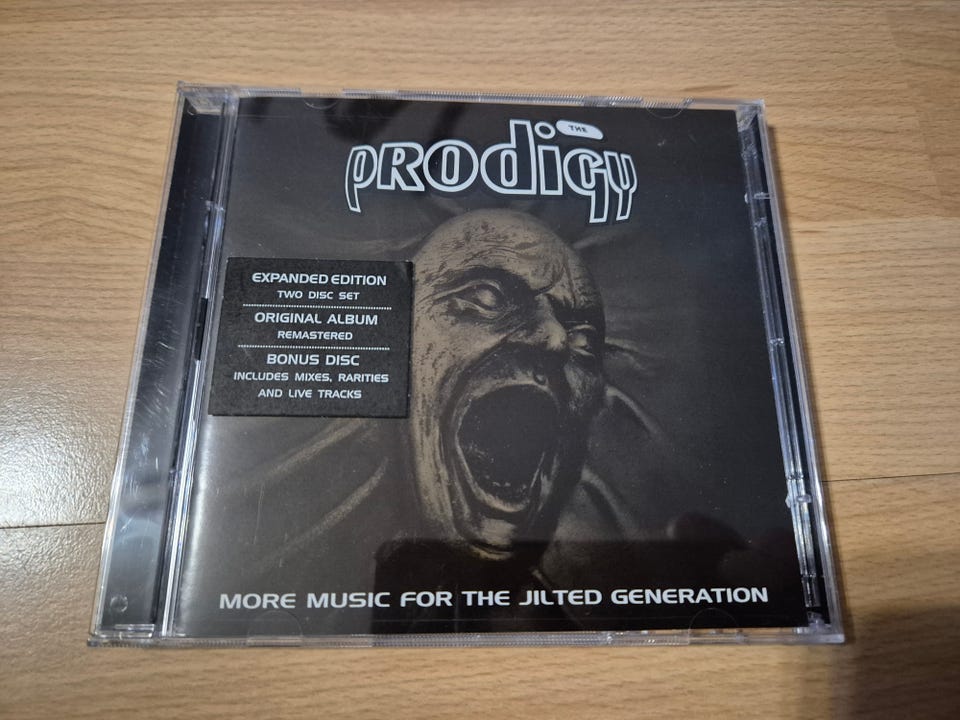 THE
PRODIGY
EXPANDED EDITION
TWO DISC SET
ORIGINAL ALBUM
REMASTERED
BONUS DISC
INCLUDES MIXES, RARITIES
AND LIVE TRACKS
MORE MUSIC FOR THE JILTED GENERATION